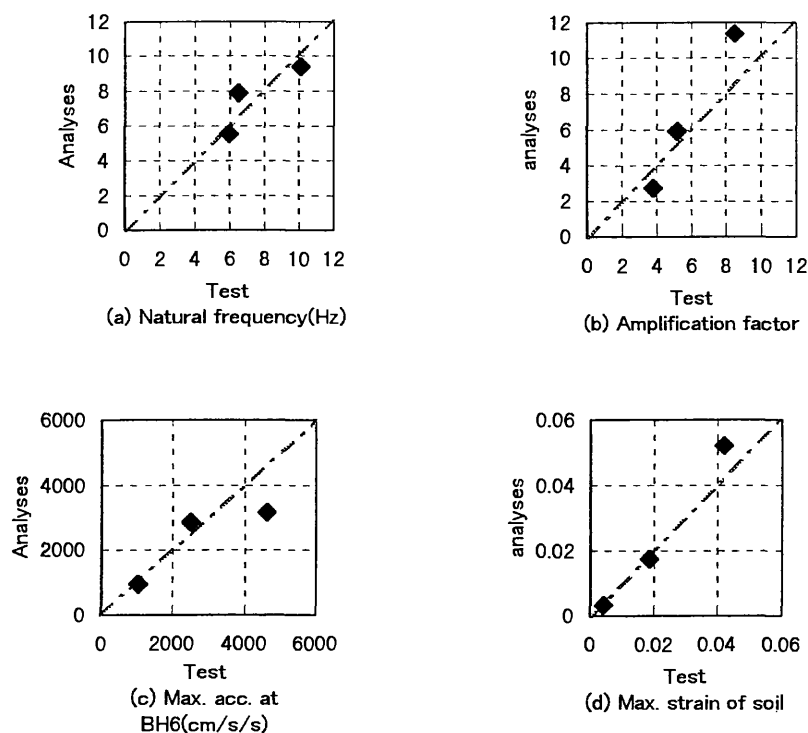 12
10
8
6
4
2
0
Analyses
0 2 4 6 8 10 12
Test
(a) Natural frequency(Hz)
12
10
8
6
4
2
0
analyses
0 2 4 6 8 10 12
Test
(b) Amplification factor
6000
4000
2000
0
Analyses
0 2000 4000 6000
Test
(c) Max. acc. at
BH6(cm/s/s)
0.06
0.04
0.02
0
analyses
0 0.02 0.04 0.06
Test
(d) Max. strain of soil